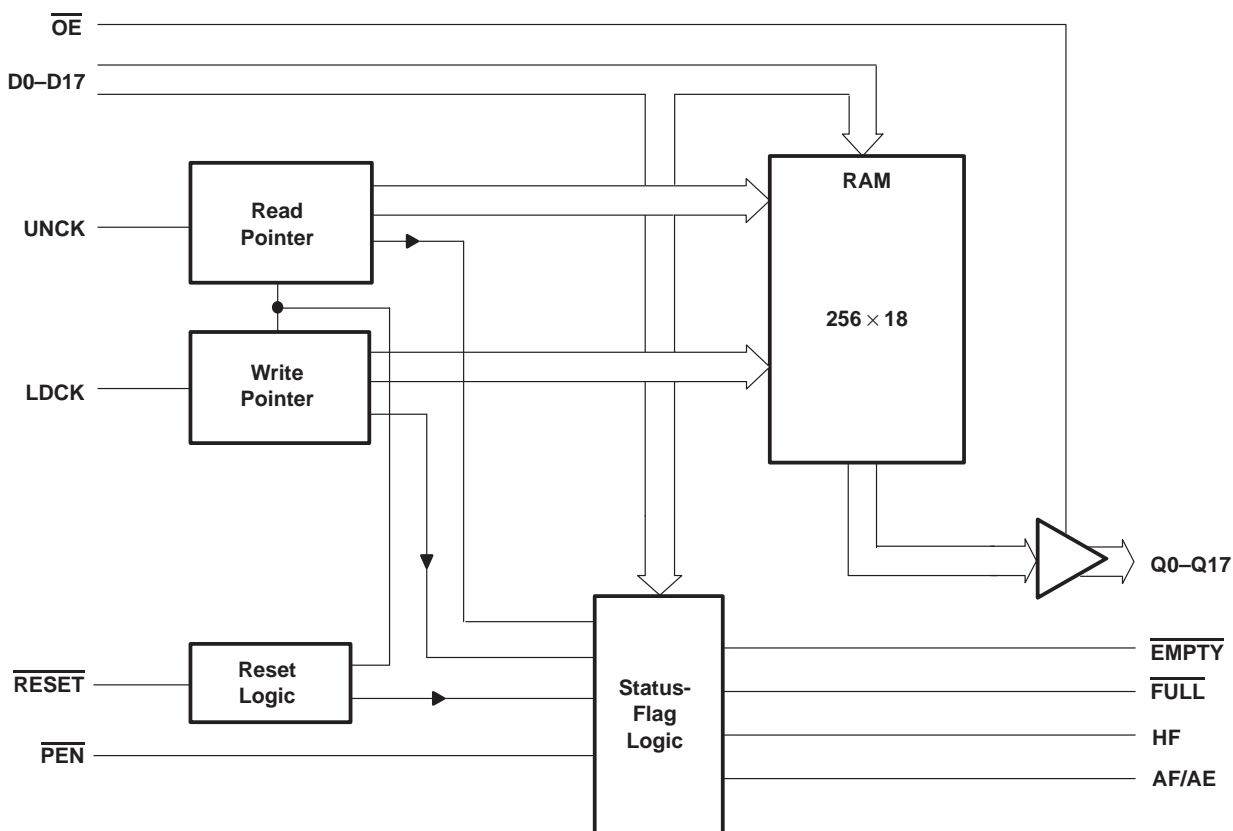 OE
D0–D17
RAM
Read
Pointer
UNCK
256 × 18
Write
Pointer
LDCK
Q0–Q17
Reset
Logic
RESET
Status-
Flag
Logic
EMPTY
FULL
PEN
HF
AF/AE